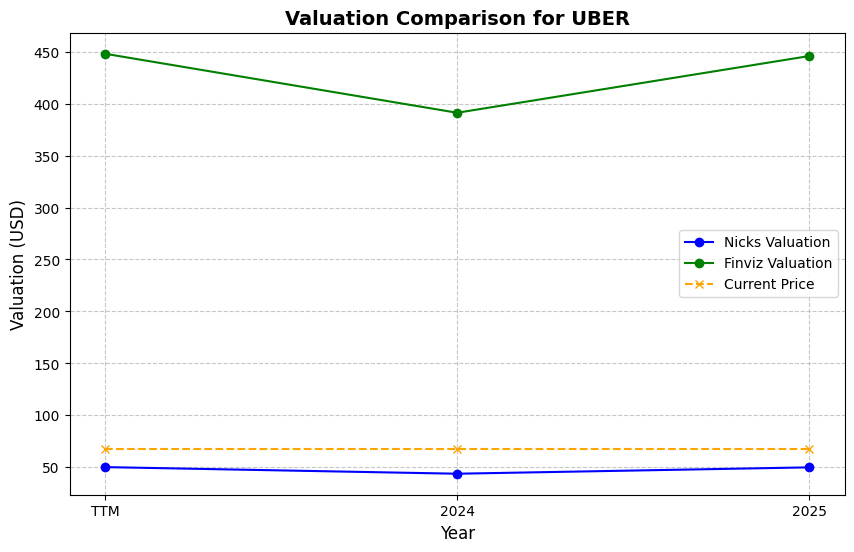 Valuation Comparison for UBER
Valuation (USD)
450
400
350
300
250
200
150
100
50
Nicks Valuation
Finviz Valuation
Current Price
TTM
2024
2025
Year